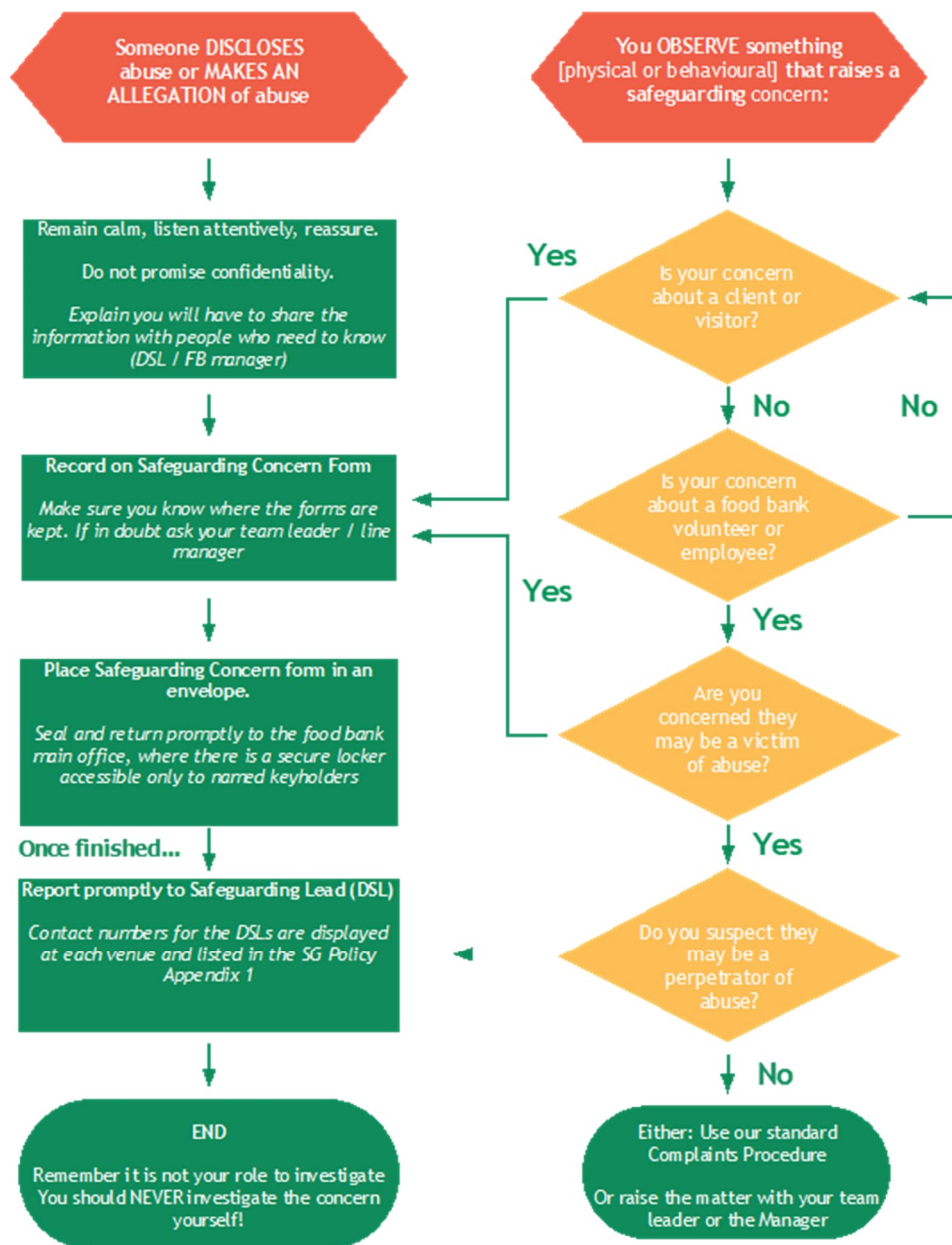 Someone DISCLOSES
abuse or MAKES AN
ALLEGATION of abuse
Remain calm, listen attentively, reassure.
Do not promise confidentiality.
Explain you will have to share the
information with people who need to know
(DSL / FB manager)
Record on Safeguarding Concern Form
Make sure you know where the forms are
kept. If in doubt ask your team leader / line
manager
Place Safeguarding Concern form in an
envelope.
Seal and return promptly to the food bank
main office, where there is a secure locker
accessible only to named keyholders
Once finished...
Report promptly to Safeguarding Lead (DSL)
Contact numbers for the DSLs are displayed
at each venue and listed in the SG Policy
Appendix 1
END
Remember it is not your role to investigate
You should NEVER investigate the concern
yourself!
You OBSERVE something
[physical or behavioural] that raises a
safeguarding concern:
Yes
Is your concern
about a client or
visitor?
No
No
Is your concern
about a food bank
volunteer or
employee?
Yes
Yes
Are you
concerned they
may be a victim
of abuse?
Yes
Do you suspect they
may be a
perpetrator of
abuse?
No
Either: Use our standard
Complaints Procedure
Or raise the matter with your team
leader or the Manager